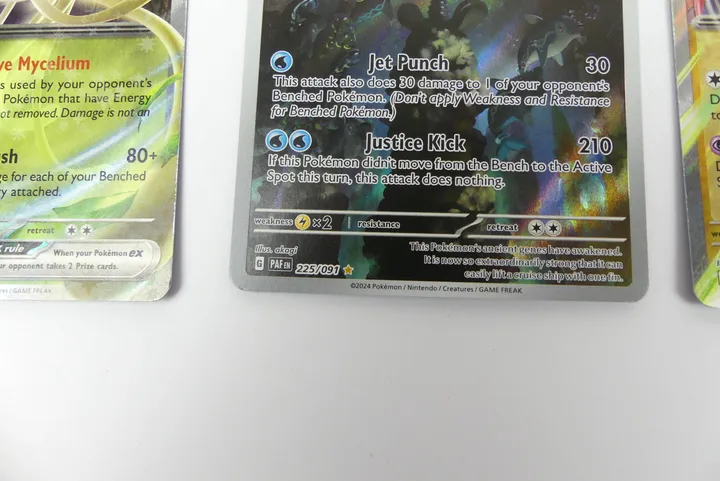 ve Mycelium
s used by your opponent's
Pokémon that have Energy
ot removed. Damage is not an
sh 80+
ge for each of your Benched
ry attached.
retreat
rule When your Pokémon ex
r opponent takes 2 Prize cards.
res / GAME FREAK
Jet Punch 30
This attack also does 30 damage to 1 of your opponent's
Benched Pokémon. (Don't apply Weakness and Resistance
for Benched Pokémon.)
Justice Kick 210
If this Pokémon didn't move from the Bench to the Active
Spot this turn, this attack does nothing.
weakness ×2 resistance retreat
Illus. akagi
G PAF EN 225/091
This Pokémon's ancient genes have awakened.
It is now so extraordinarily strong that it can
easily lift a cruise ship with one fin.
©2024 Pokémon / Nintendo / Creatures / GAME FREAK
D
to
D